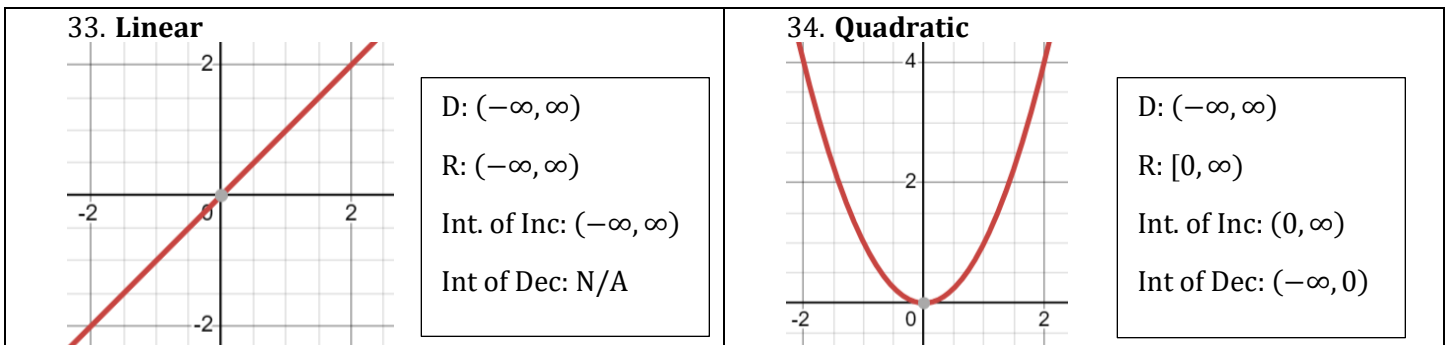 33. Linear
2
-2
0
2
-2
D: (−∞, ∞)
R: (−∞, ∞)
Int. of Inc: (−∞, ∞)
Int of Dec: N/A
34. Quadratic
4
2
-2
0
2
D: (−∞, ∞)
R: [0, ∞)
Int. of Inc: (0, ∞)
Int of Dec: (−∞, 0)